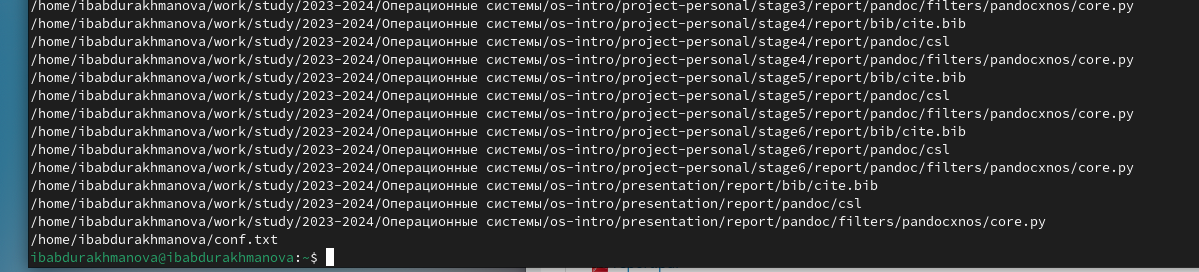 /home/ibabdurakhmanova/work/study/2023-2024/Операционные системы/os-intro/project-personal/stage3/report/pandoc/filters/pandocxnos/core.py
/home/ibabdurakhmanova/work/study/2023-2024/Операционные системы/os-intro/project-personal/stage4/report/bib/cite.bib
/home/ibabdurakhmanova/work/study/2023-2024/Операционные системы/os-intro/project-personal/stage4/report/pandoc/csl
/home/ibabdurakhmanova/work/study/2023-2024/Операционные системы/os-intro/project-personal/stage4/report/pandoc/filters/pandocxnos/core.py
/home/ibabdurakhmanova/work/study/2023-2024/Операционные системы/os-intro/project-personal/stage5/report/bib/cite.bib
/home/ibabdurakhmanova/work/study/2023-2024/Операционные системы/os-intro/project-personal/stage5/report/pandoc/csl
/home/ibabdurakhmanova/work/study/2023-2024/Операционные системы/os-intro/project-personal/stage5/report/pandoc/filters/pandocxnos/core.py
/home/ibabdurakhmanova/work/study/2023-2024/Операционные системы/os-intro/project-personal/stage6/report/bib/cite.bib
/home/ibabdurakhmanova/work/study/2023-2024/Операционные системы/os-intro/project-personal/stage6/report/pandoc/csl
/home/ibabdurakhmanova/work/study/2023-2024/Операционные системы/os-intro/project-personal/stage6/report/pandoc/filters/pandocxnos/core.py
/home/ibabdurakhmanova/work/study/2023-2024/Операционные системы/os-intro/presentation/report/bib/cite.bib
/home/ibabdurakhmanova/work/study/2023-2024/Операционные системы/os-intro/presentation/report/pandoc/csl
/home/ibabdurakhmanova/work/study/2023-2024/Операционные системы/os-intro/presentation/report/pandoc/filters/pandocxnos/core.py
/home/ibabdurakhmanova/conf.txt
ibabdurakhmanova@ibabdurakhmanova:~$